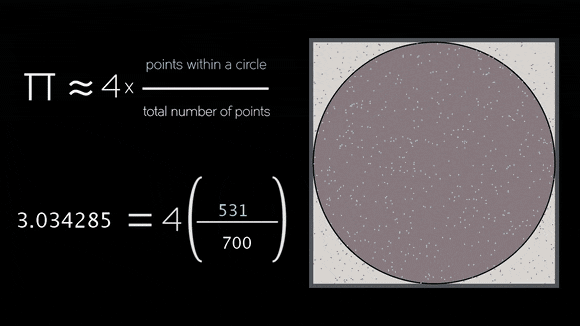 ∏ ≈ 4 x points within a circle
total number of points
3.034285 = 4 ( 531
700 )